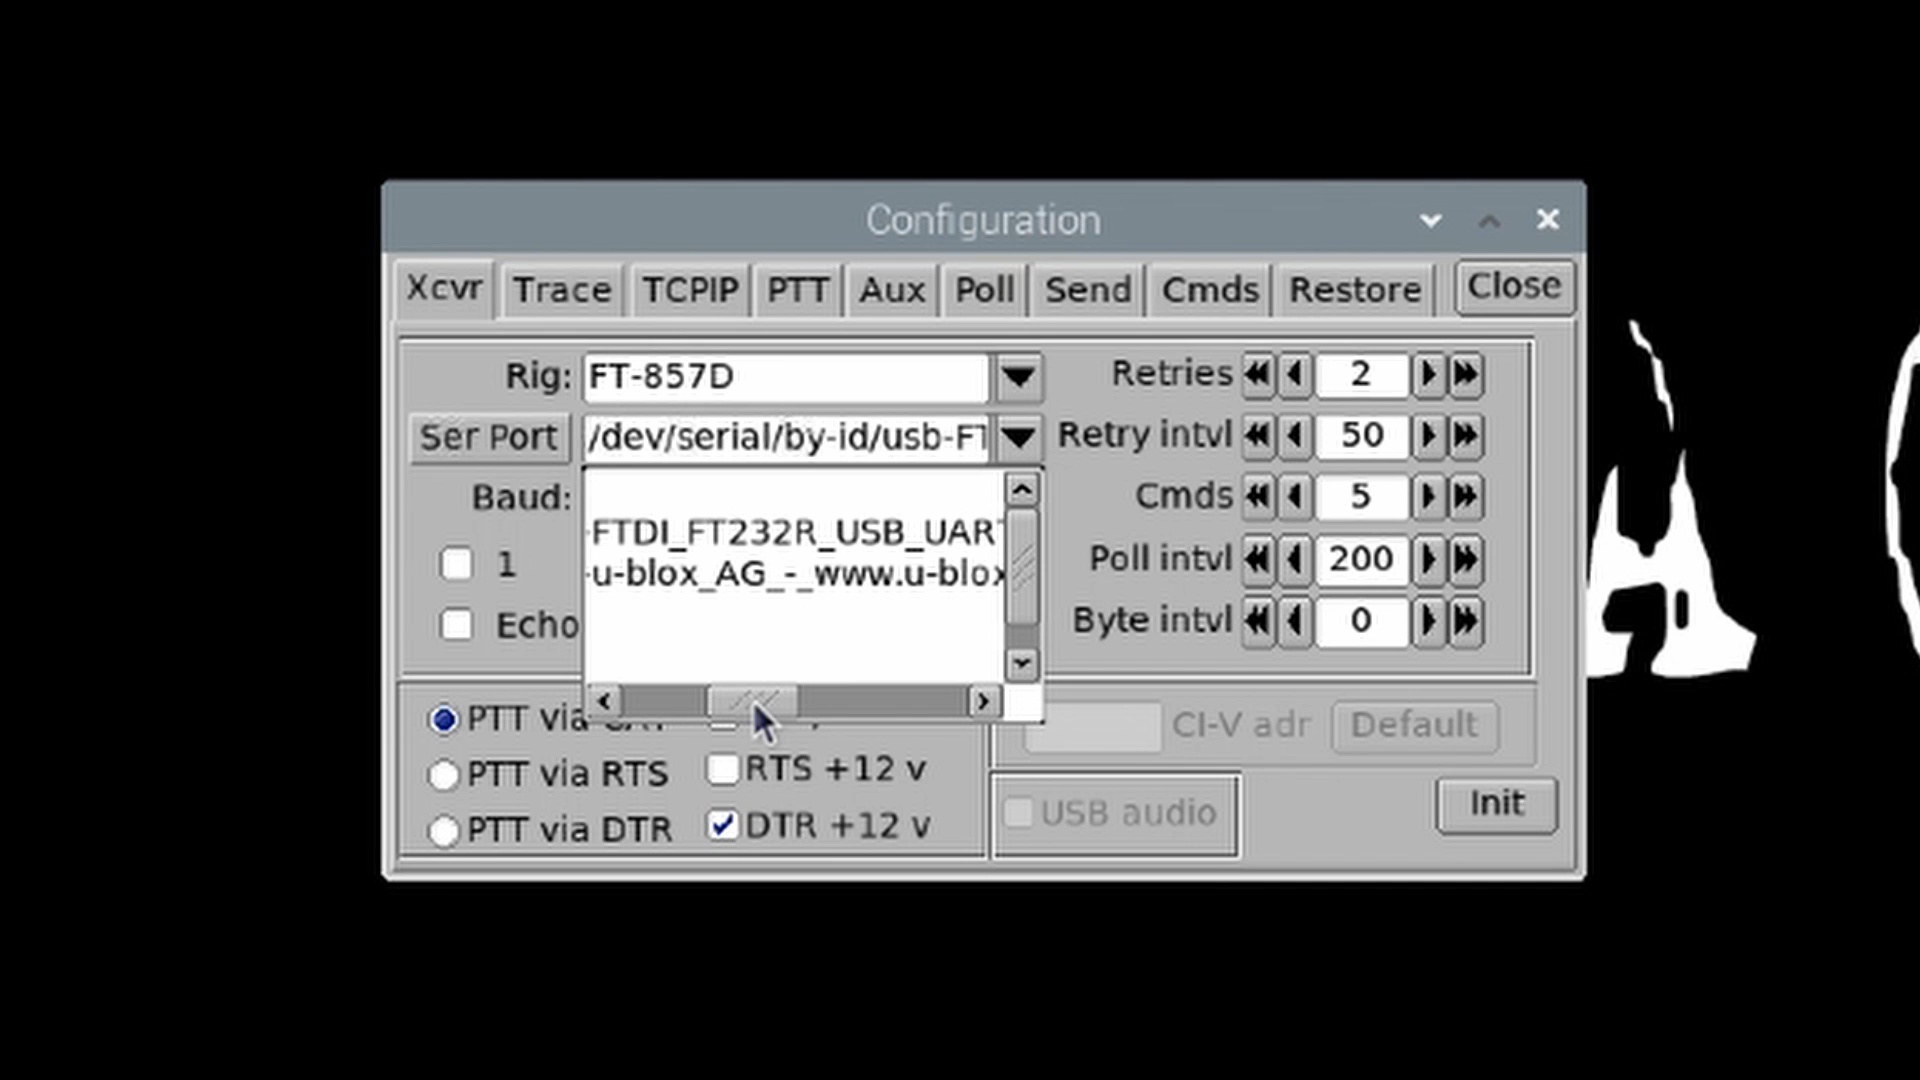 Configuration
Xcvr Trace TCPIP PTT Aux Poll Send Cmds Restore Close
Rig: FT-857D Retries 2
Ser Port /dev/serial/by-id/usb-FT Retry intvl 50
Baud: Cmds 5
-FTDI_FT232R_USB_UART
1 -u-blox_AG_-_www.u-blox Poll intvl 200
Echo Byte intvl 0
PTT via CAT CI-V adr Default
PTT via RTS RTS +12 v
USB audio Init
PTT via DTR DTR +12 v